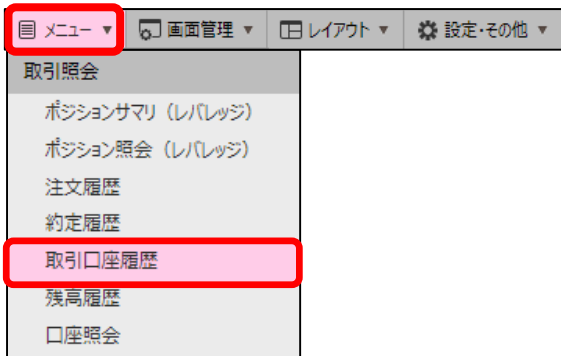 メニュー ▼ 画面管理 ▼ レイアウト ▼ 設定・その他 ▼
取引照会
ポジションサマリ（レバレッジ）
ポジション照会（レバレッジ）
注文履歴
約定履歴
取引口座履歴
残高履歴
口座照会